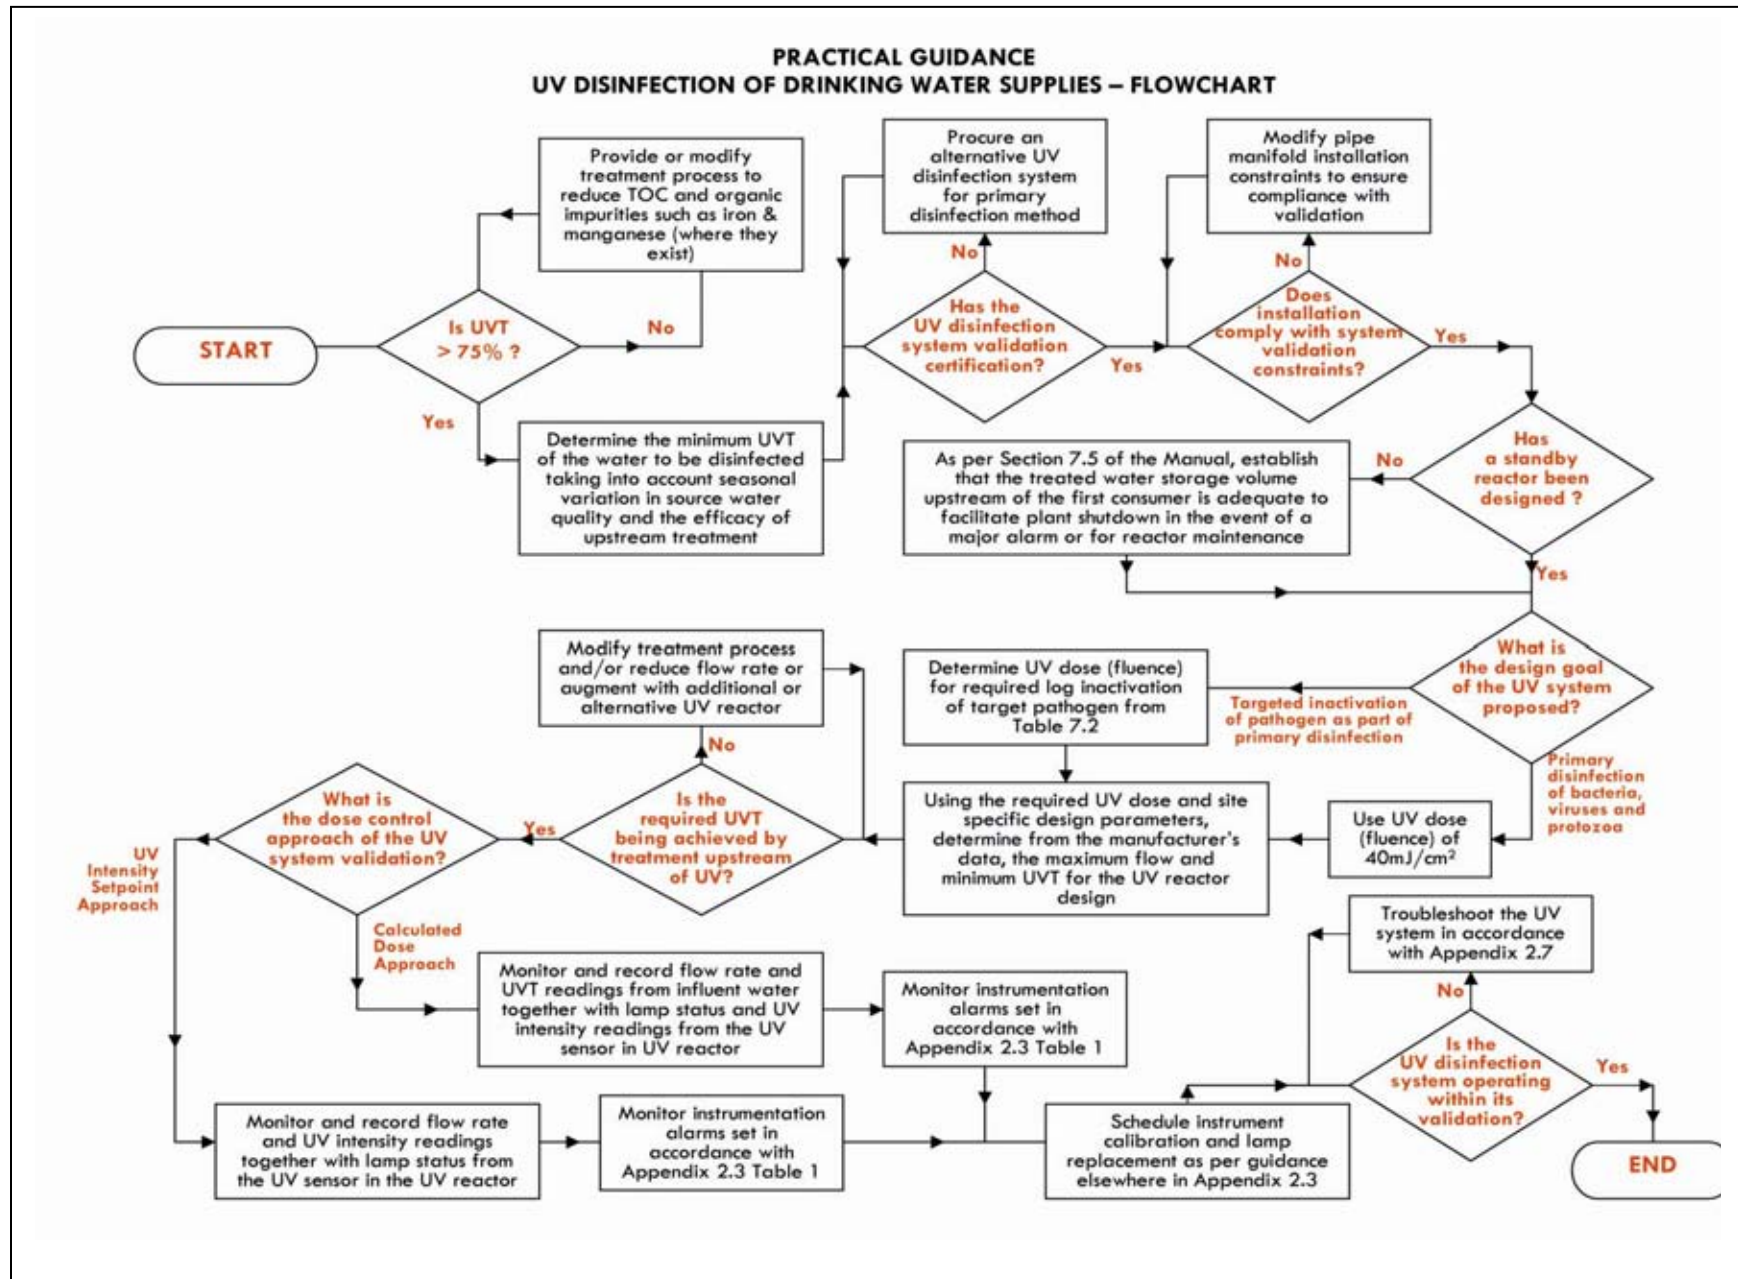 PRACTICAL GUIDANCE
UV DISINFECTION OF DRINKING WATER SUPPLIES – FLOWCHART
START
Is UVT
> 75% ?
No
Provide or modify
treatment process to
reduce TOC and organic
impurities such as iron &
manganese (where they
exist)
Yes
Determine the minimum UVT
of the water to be disinfected
taking into account seasonal
variation in source water
quality and the efficacy of
upstream treatment
Procure an
alternative UV
disinfection system
for primary
disinfection method
No
Has the
UV disinfection
system validation
certification?
Yes
Modify pipe
manifold installation
constraints to ensure
compliance with
validation
No
Does
installation
comply with system
validation
constraints?
Yes
Has
a standby
reactor been
designed ?
No
As per Section 7.5 of the Manual, establish
that the treated water storage volume
upstream of the first consumer is adequate to
facilitate plant shutdown in the event of a
major alarm or for reactor maintenance
Yes
What is
the design goal
of the UV system
proposed?
Targeted inactivation
of pathogen as part of
primary disinfection
Determine UV dose (fluence)
for required log inactivation
of target pathogen from
Table 7.2
Primary
disinfection
of bacteria,
viruses and
protozoa
Use UV dose
(fluence) of
40mJ/cm²
Using the required UV dose and site
specific design parameters,
determine from the manufacturer's
data, the maximum flow and
minimum UVT for the UV reactor
design
Modify treatment process
and/or reduce flow rate or
augment with additional or
alternative UV reactor
No
Is the
required UVT
being achieved by
treatment upstream
of UV?
Yes
What is
the dose control
approach of the UV
system validation?
UV
Intensity
Setpoint
Approach
Calculated
Dose
Approach
Monitor and record flow rate and
UVT readings from influent water
together with lamp status and UV
intensity readings from the UV
sensor in UV reactor
Monitor instrumentation
alarms set in
accordance with
Appendix 2.3 Table 1
Monitor and record flow rate
and UV intensity readings
together with lamp status from
the UV sensor in the UV reactor
Monitor instrumentation
alarms set in
accordance with
Appendix 2.3 Table 1
Schedule instrument
calibration and lamp
replacement as per guidance
elsewhere in Appendix 2.3
Troubleshoot the UV
system in accordance
with Appendix 2.7
No
Is the
UV disinfection
system operating
within its
validation?
Yes
END